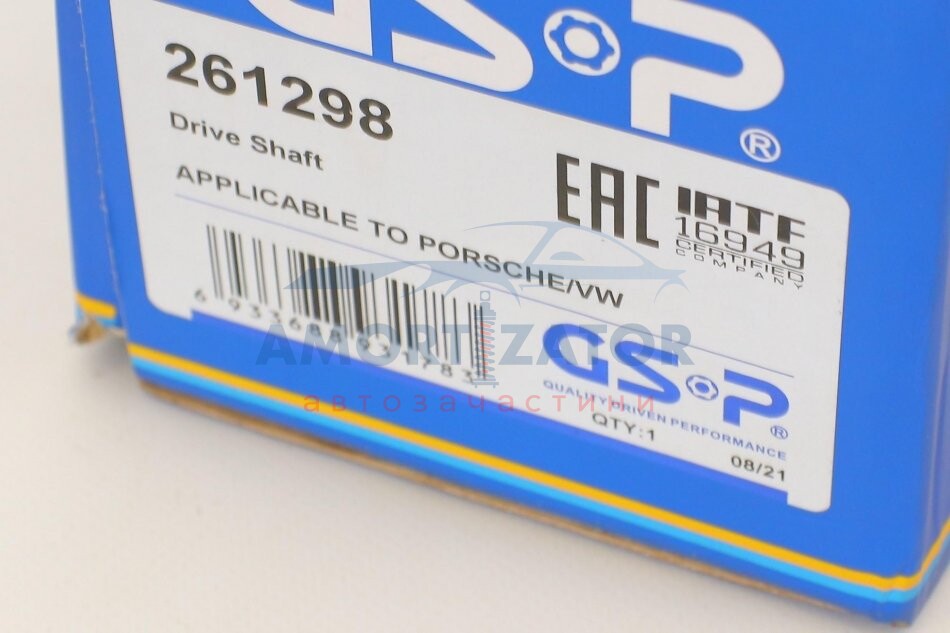 GSP®
261298
Drive Shaft
EAC
IATF
16949
CERTIFIED
COMPANY
APPLICABLE TO PORSCHE/VW
AMORTIZATOR
автозачастини
GSP®
QUALITY DRIVEN PERFORMANCE
QTY:1
08/21